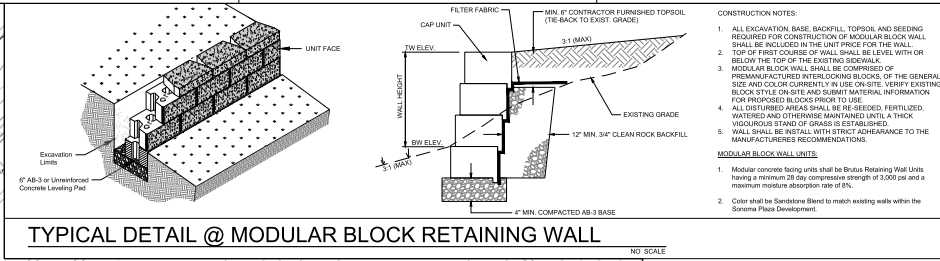 UNIT FACE
Excavation
Limits
6" AB-3 or Unreinforced
Concrete Leveling Pad
FILTER FABRIC
CAP UNIT
MIN. 6" CONTRACTOR FURNISHED TOPSOIL
(TIE-BACK TO EXIST. GRADE)
3:1 (MAX)
TW ELEV.
WALL HEIGHT
BW ELEV.
3:1 (MAX)
EXISTING GRADE
12" MIN. 3/4" CLEAN ROCK BACKFILL
4" MIN. COMPACTED AB-3 BASE
CONSTRUCTION NOTES:
1. ALL EXCAVATION, BASE, BACKFILL, TOPSOIL AND SEEDING
REQUIRED FOR CONSTRUCTION OF MODULAR BLOCK WALL
SHALL BE INCLUDED IN THE UNIT PRICE FOR THE WALL.
2. TOP OF FIRST COURSE OF WALL SHALL BE LEVEL WITH OR
BELOW THE TOP OF THE EXISTING SIDEWALK.
3. MODULAR BLOCK WALL SHALL BE COMPRISED OF
PREMANUFACTURED INTERLOCKING BLOCKS, OF THE GENERAL
SIZE AND COLOR CURRENTLY IN USE ON-SITE. VERIFY EXISTING
BLOCK STYLE ON-SITE AND SUBMIT MATERIAL INFORMATION
FOR PROPOSED BLOCKS PRIOR TO USE.
4. ALL DISTURBED AREAS SHALL BE RE-SEEDED, FERTILIZED,
WATERED AND OTHERWISE MAINTAINED UNTIL A THICK
VIGOUROUS STAND OF GRASS IS ESTABLISHED.
5. WALL SHALL BE INSTALL WITH STRICT ADHEARANCE TO THE
MANUFACTURERES RECOMMENDATIONS.
MODULAR BLOCK WALL UNITS:
1. Modular concrete facing units shall be Brutus Retaining Wall Units
having a minimum 28 day compressive strength of 3,000 psi and a
maximum moisture absorption rate of 8%.
2. Color shall be Sandstone Blend to match existing walls within the
Sonoma Plaza Development.
TYPICAL DETAIL @ MODULAR BLOCK RETAINING WALL
NO SCALE